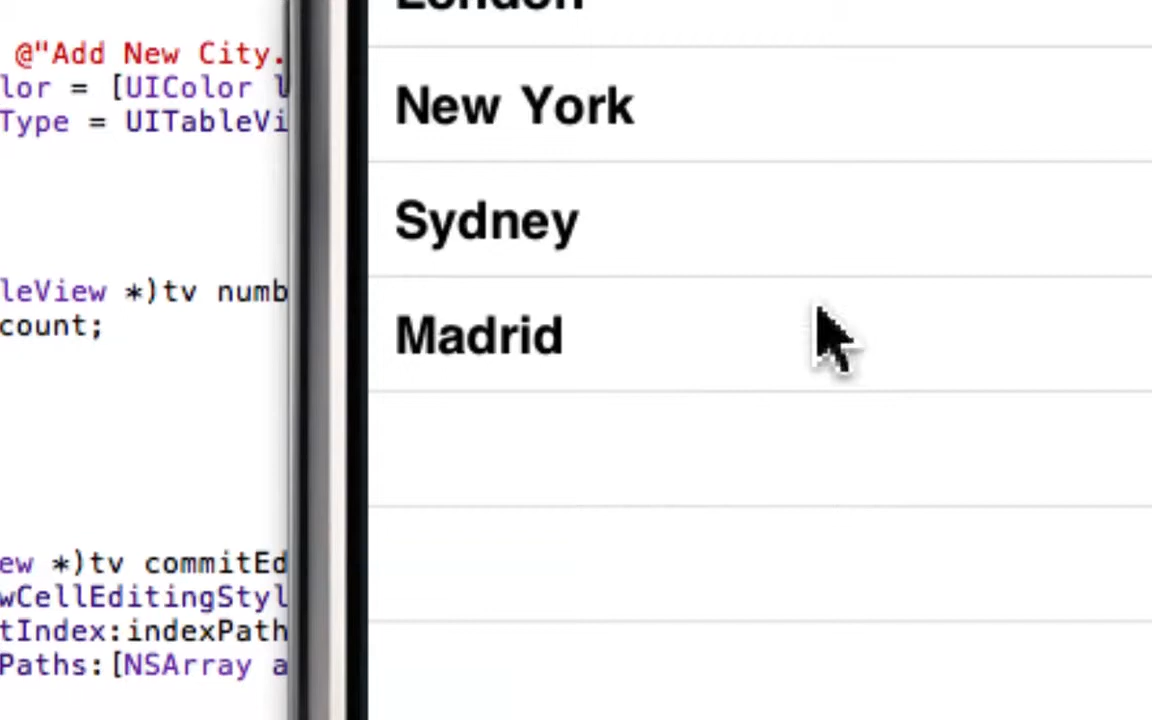 @"Add New City.
lor = [UIColor l
Type = UITableVi
leView *)tv numb
count;
ew *)tv commitEd
wCellEditingStyl
tIndex:indexPath
Paths:[NSArray a
London
New York
Sydney
Madrid